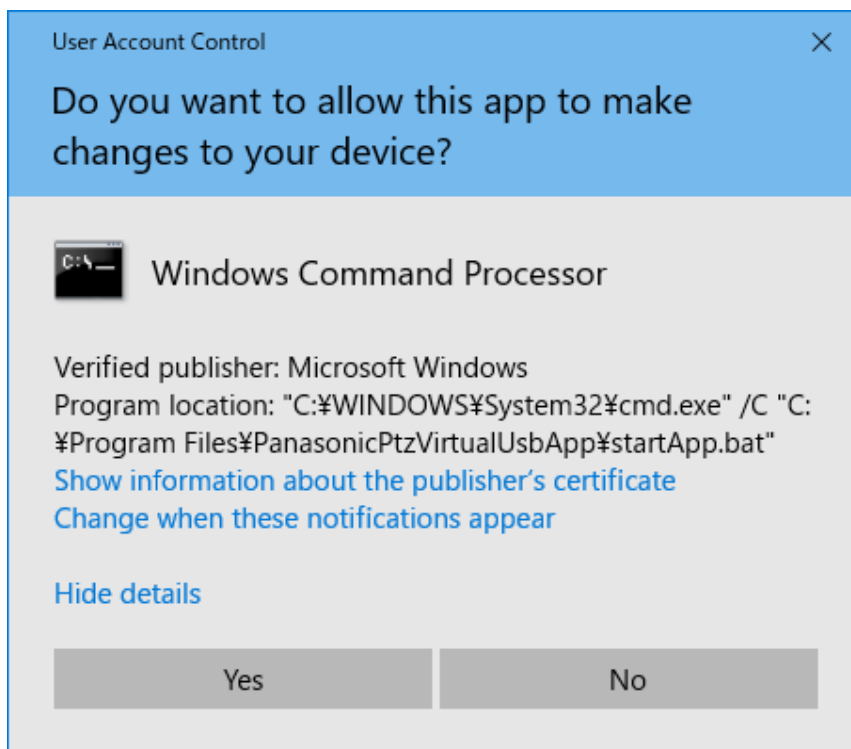 User Account Control
Do you want to allow this app to make
changes to your device?
C:\
Windows Command Processor
Verified publisher: Microsoft Windows
Program location: "C:¥WINDOWS¥System32¥cmd.exe" /C "C:
¥Program Files¥PanasonicPtzVirtualUsbApp¥startApp.bat"
Show information about the publisher’s certificate
Change when these notifications appear
Hide details
Yes
No